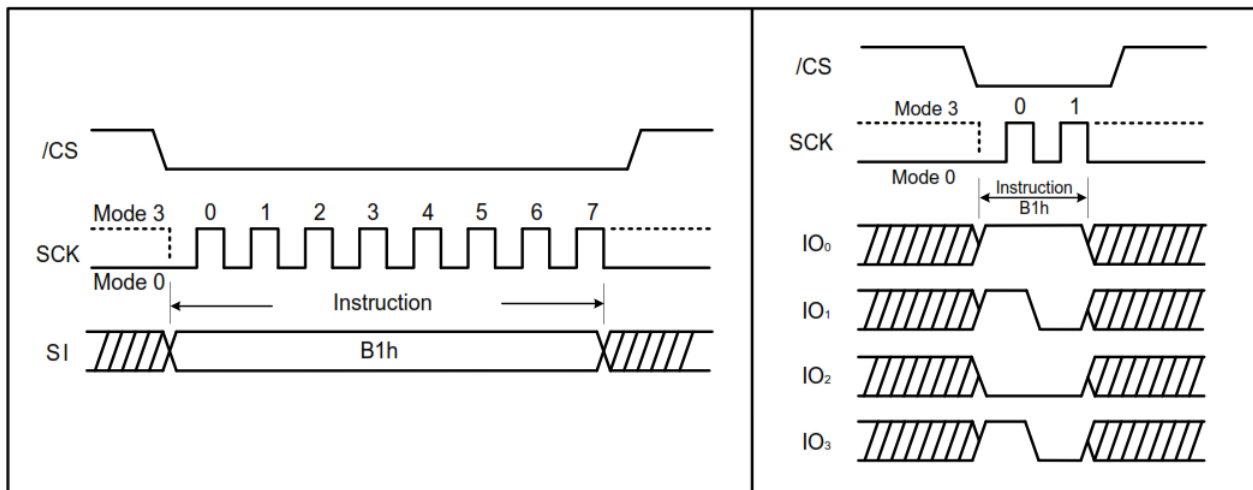 /CS
Mode 3 0 1 2 3 4 5 6 7
SCK
Mode 0
Instruction
SI B1h
/CS
Mode 3 0 1
SCK
Mode 0 Instruction
B1h
IO₀
IO₁
IO₂
IO₃